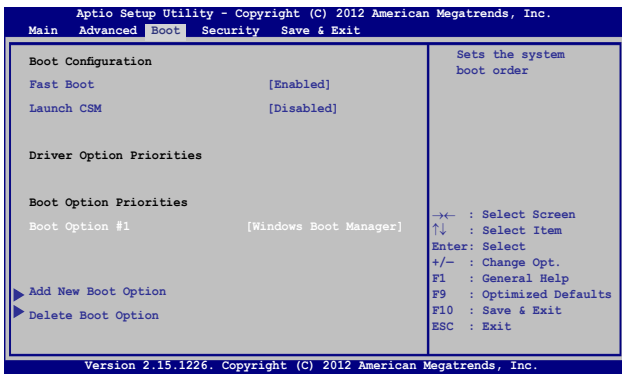 Aptio Setup Utility - Copyright (C) 2012 American Megatrends, Inc.
Main Advanced Boot Security Save & Exit
Boot Configuration
Fast Boot [Enabled]
Launch CSM [Disabled]
Driver Option Priorities
Boot Option Priorities
Boot Option #1 [Windows Boot Manager]
Add New Boot Option
Delete Boot Option
Sets the system
boot order
→← : Select Screen
↑↓ : Select Item
Enter: Select
+/— : Change Opt.
F1 : General Help
F9 : Optimized Defaults
F10 : Save & Exit
ESC : Exit
Version 2.15.1226. Copyright (C) 2012 American Megatrends, Inc.